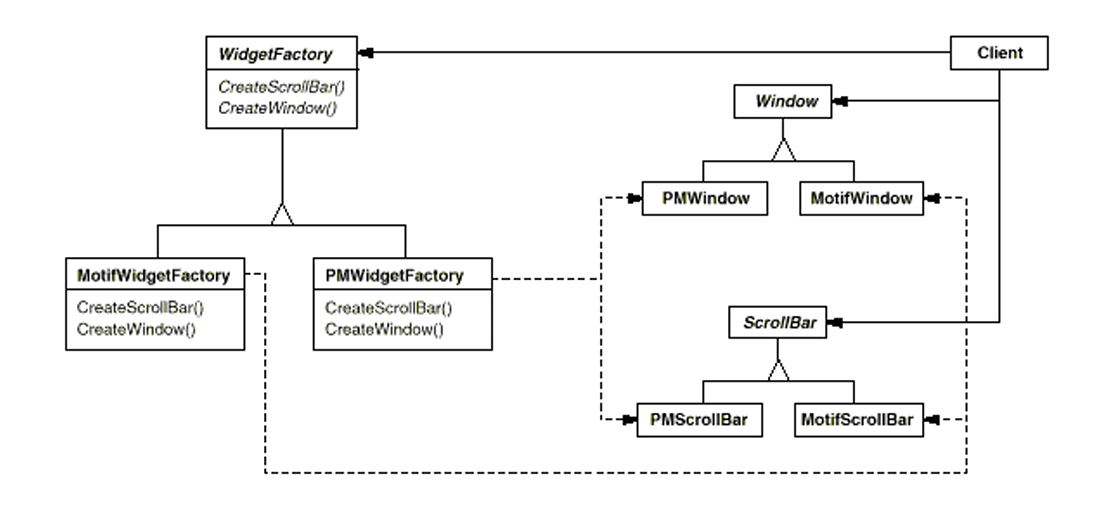 WidgetFactory
CreateScrollBar()
CreateWindow()
Client
Window
PMWindow
MotifWindow
MotifWidgetFactory
CreateScrollBar()
CreateWindow()
PMWidgetFactory
CreateScrollBar()
CreateWindow()
ScrollBar
PMScrollBar
MotifScrollBar